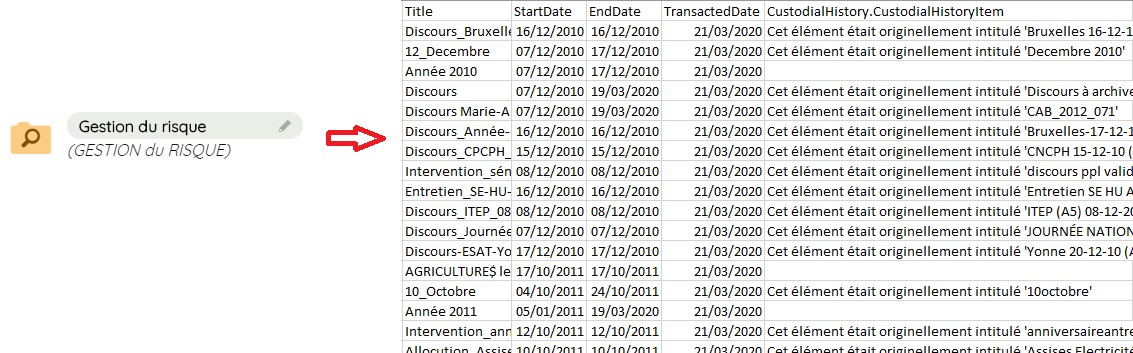 Gestion du risque
(GESTION du RISQUE)
Title StartDate EndDate TransactedDate CustodialHistory.CustodialHistoryItem
Discours_Bruxelle 16/12/2010 16/12/2010 21/03/2020 Cet élément était originellement intitulé 'Bruxelles 16-12-1
12_Decembre 07/12/2010 17/12/2010 21/03/2020 Cet élément était originellement intitulé 'Decembre 2010'
Année 2010 07/12/2010 17/12/2010 21/03/2020
Discours 07/12/2010 19/03/2020 21/03/2020 Cet élément était originellement intitulé 'Discours à archive
Discours Marie-A 07/12/2010 19/03/2020 21/03/2020 Cet élément était originellement intitulé 'CAB_2012_071'
Discours_Année- 16/12/2010 16/12/2010 21/03/2020 Cet élément était originellement intitulé 'Bruxelles-17-12-1
Discours_CPCPH_ 15/12/2010 15/12/2010 21/03/2020 Cet élément était originellement intitulé 'CNCPH 15-12-10 (
Intervention_sén 08/12/2010 08/12/2010 21/03/2020 Cet élément était originellement intitulé 'discours ppl valid
Entretien_SE-HU- 16/12/2010 16/12/2010 21/03/2020 Cet élément était originellement intitulé 'Entretien SE HU A
Discours_ITEP_08 08/12/2010 08/12/2010 21/03/2020 Cet élément était originellement intitulé 'ITEP (A5) 08-12-20
Discours_Journée 07/12/2010 07/12/2010 21/03/2020 Cet élément était originellement intitulé 'JOURNÉE NATION
Discours-ESAT-Yo 17/12/2010 17/12/2010 21/03/2020 Cet élément était originellement intitulé 'Yonne 20-12-10 (A
AGRICULTURE$ le 17/10/2011 17/10/2011 21/03/2020
10_Octobre 04/10/2011 24/10/2011 21/03/2020 Cet élément était originellement intitulé '10octobre'
Année 2011 05/01/2011 19/03/2020 21/03/2020
Intervention_ann 12/10/2011 12/10/2011 21/03/2020 Cet élément était originellement intitulé 'anniversaireantre
Allocution_Assise 10/10/2011 10/10/2011 21/03/2020 Cet élément était originellement intitulé 'Assises Electricité